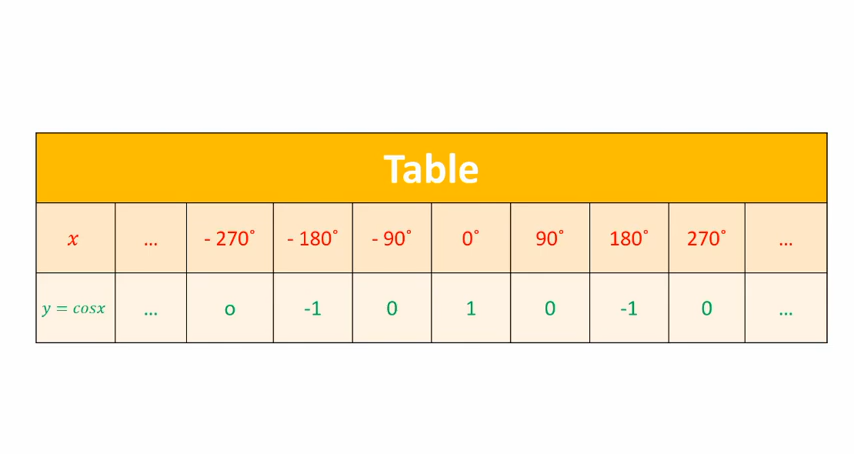 Table
x ... - 270° - 180° - 90° 0° 90° 180° 270° ...
y = cosx ... o -1 0 1 0 -1 0 ...